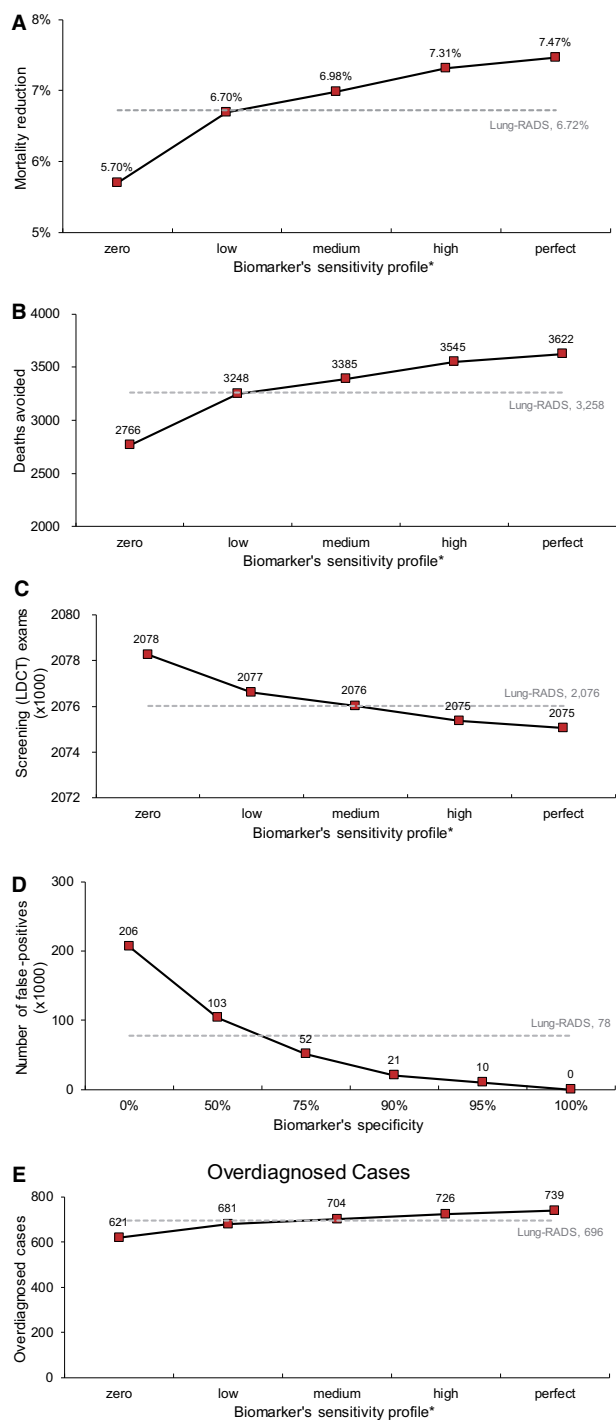 A
8%
7%
6%
5%
Mortality reduction
5.70%
6.70%
6.98%
7.31%
7.47%
Lung-RADS, 6.72%
zero low medium high perfect
Biomarker's sensitivity profile*
B
4000
3500
3000
2500
2000
Deaths avoided
2766
3248
3385
3545
3622
Lung-RADS, 3,258
zero low medium high perfect
Biomarker's sensitivity profile*
C
2080
2078
2076
2074
2072
Screening (LDCT) exams
(x1000)
2078
2077
2076
2075
2075
Lung-RADS, 2,076
zero low medium high perfect
Biomarker's sensitivity profile*
D
300
200
100
0
Number of false-positives
(x1000)
206
103
52
21
10
0
Lung-RADS, 78
0% 50% 75% 90% 95% 100%
Biomarker's specificity
E
Overdiagnosed Cases
800
600
400
200
0
Overdiagnosed cases
621
681
704
726
739
Lung-RADS, 696
zero low medium high perfect
Biomarker's sensitivity profile*